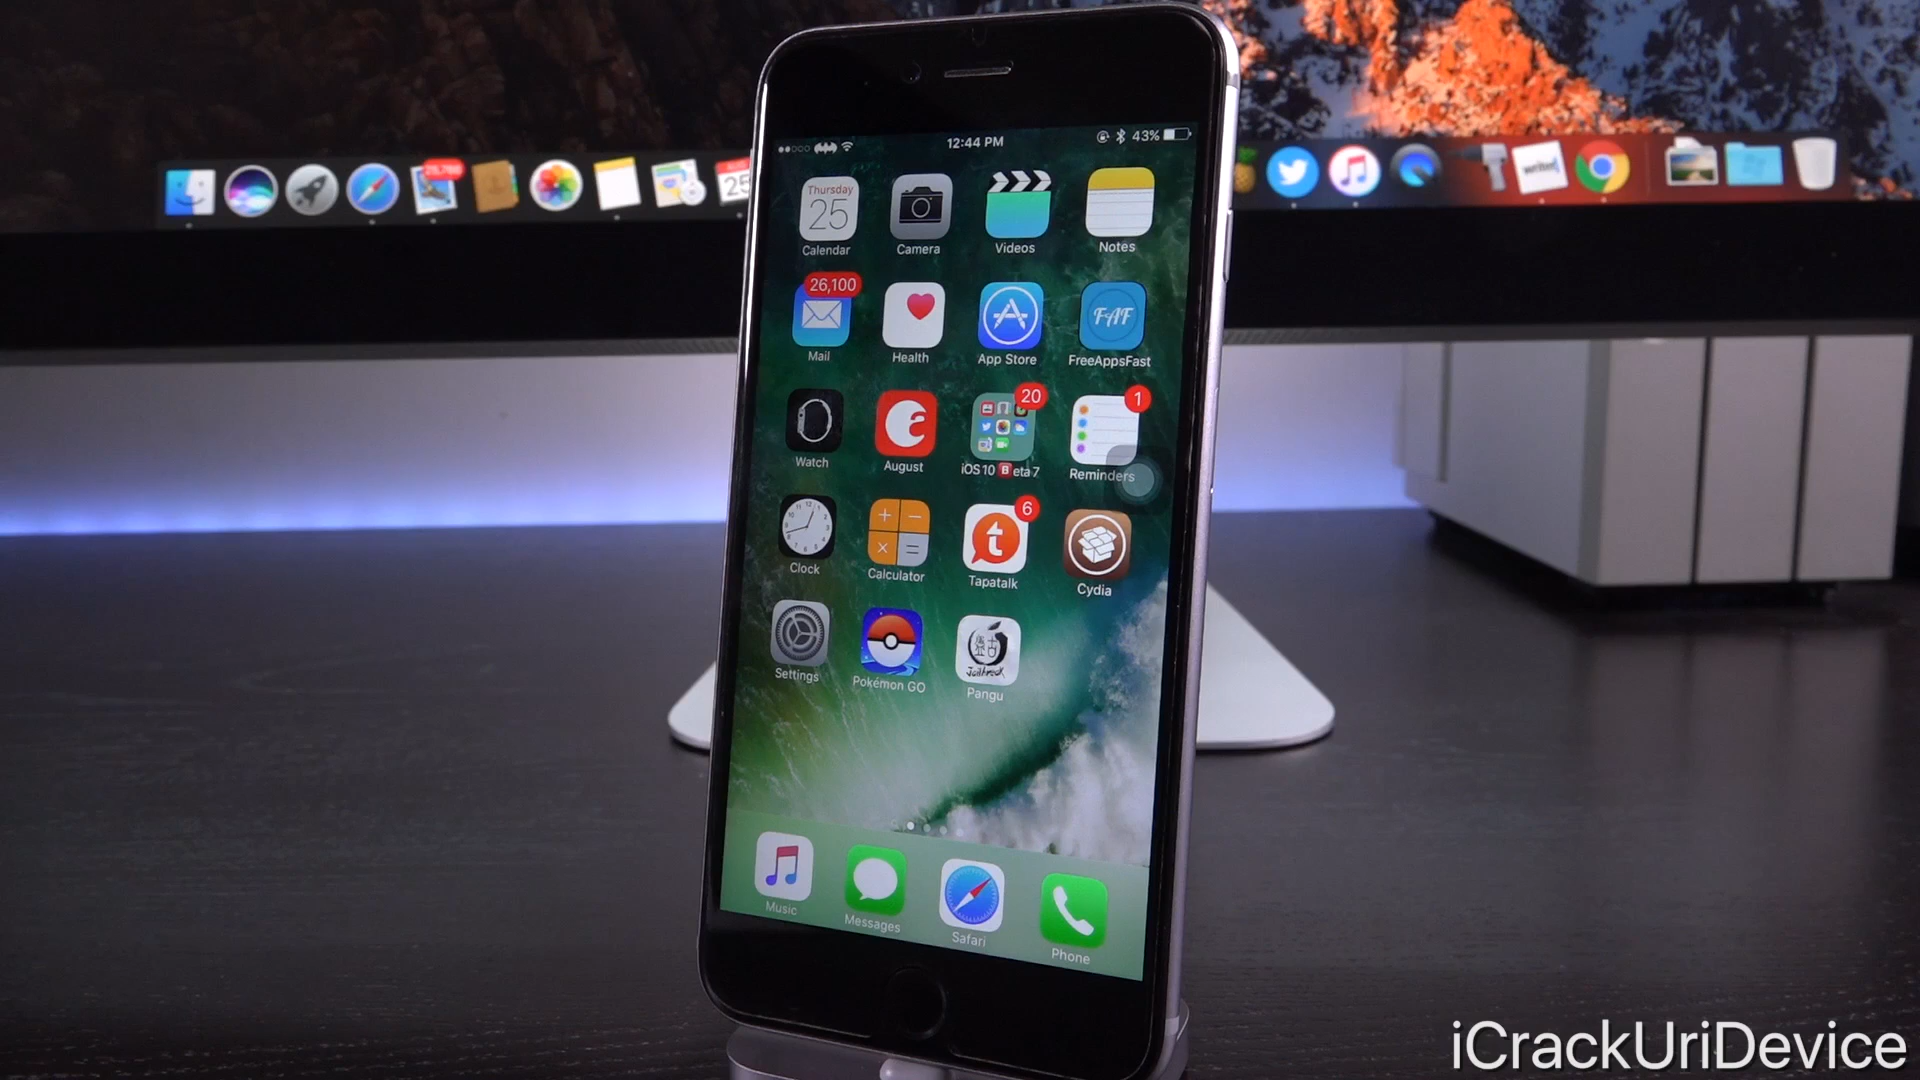 12:44 PM
43%
Thursday
25
Calendar
Camera
Videos
Notes
26,100
Mail
Health
App Store
FAF
FreeAppsFast
Watch
August
20
iOS 10 🅱eta 7
1
Reminders
Clock
Calculator
6
Tapatalk
Cydia
Settings
Pokémon GO
Jailbreak
Pangu
Music
Messages
Safari
Phone
iCrackUriDevice